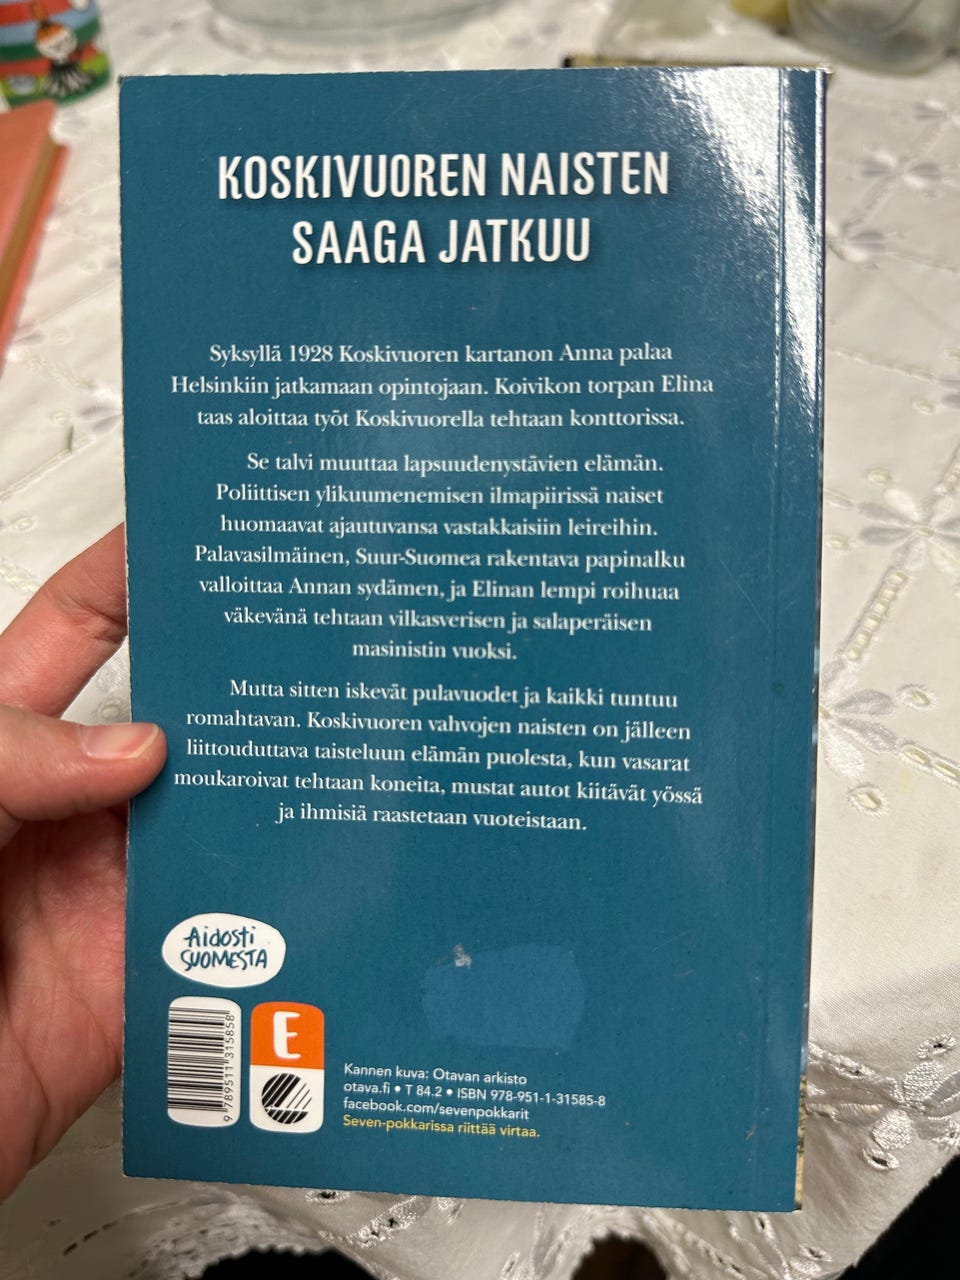 KOSKIVUOREN NAISTEN
SAAGA JATKUU
Syksyllä 1928 Koskivuoren kartanon Anna palaa
Helsinkiin jatkamaan opintojaan. Koivikon torpan Elina
taas aloittaa työt Koskivuorella tehtaan konttorissa.
Se talvi muuttaa lapsuudenystävien elämän.
Poliittisen ylikuumenemisen ilmapiirissä naiset
huomaavat ajautuvansa vastakkaisiin leireihin.
Palavasilmäinen, Suur-Suomea rakentava papinalku
valloittaa Annan sydämen, ja Elinan lempi roihuaa
väkevänä tehtaan vilkasverisen ja salaperäisen
masinistin vuoksi.
Mutta sitten iskevät pulavuodet ja kaikki tuntuu
romahtavan. Koskivuoren vahvojen naisten on jälleen
liittouduttava taisteluun elämän puolesta, kun vasarat
moukaroivat tehtaan koneita, mustat autot kiitävät yössä
ja ihmisiä raastetaan vuoteistaan.
Aidosti
SUOMESTA
9 789511 315858
E
Kannen kuva: Otavan arkisto
otava.fi • T 84.2 • ISBN 978-951-1-31585-8
facebook.com/sevenpokkarit
Seven-pokkarissa riittää virtaa.